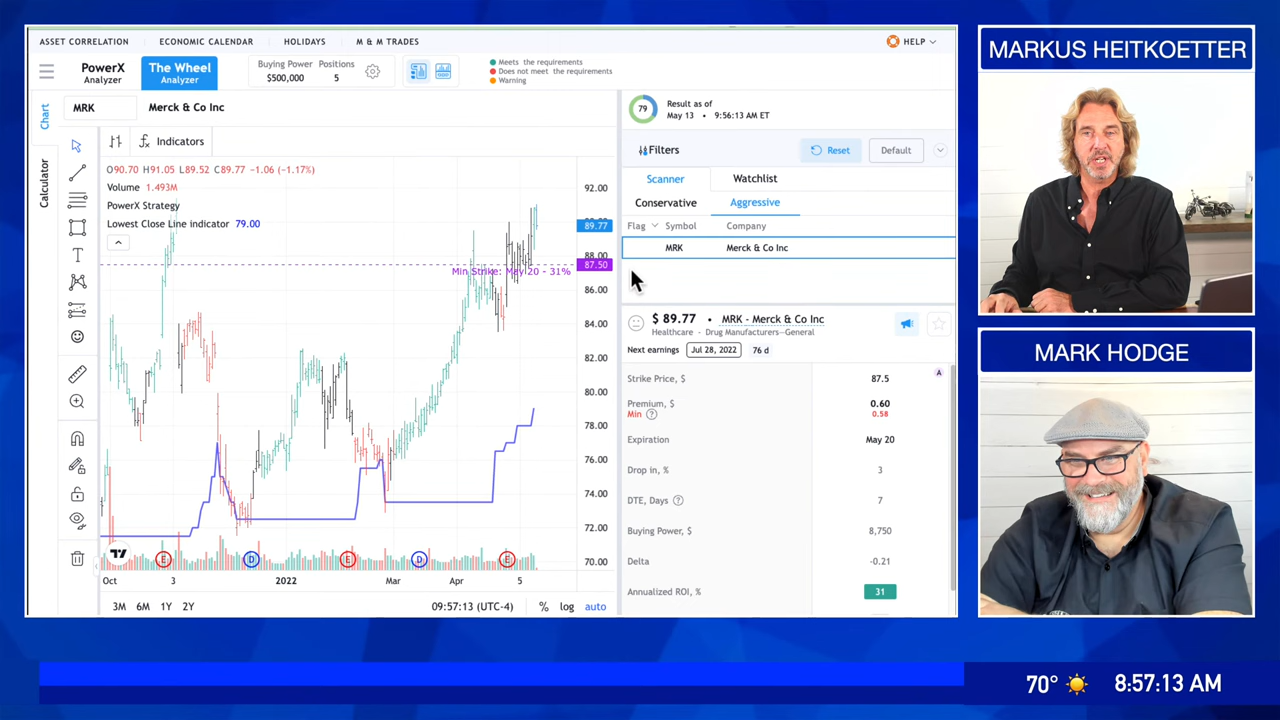 ASSET CORRELATION ECONOMIC CALENDAR HOLIDAYS M & M TRADES HELP
PowerX
Analyzer
The Wheel
Analyzer
Buying Power Positions
$500,000 5
Meets the requirements
Does not meet the requirements
Warning
Chart
Calculator
MRK Merck & Co Inc
Indicators
O90.70 H91.05 L89.52 C89.77 -1.06 (-1.17%)
Volume 1.493M
PowerX Strategy
Lowest Close Line indicator 79.00
Min Strike: May 20 - 31%
92.00
89.77
88.00
87.50
86.00
84.00
82.00
80.00
78.00
76.00
74.00
72.00
70.00
E D E D E
Oct 3 2022 Mar Apr 5
3M 6M 1Y 2Y 09:57:13 (UTC-4) % log auto
79
Result as of
May 13 • 9:56:13 AM ET
Filters Reset Default
Scanner Watchlist
Conservative Aggressive
Flag Symbol Company
MRK Merck & Co Inc
$ 89.77 • MRK - Merck & Co Inc
Healthcare - Drug Manufacturers—General
Next earnings Jul 28, 2022 76 d
A
Strike Price, $ 87.5
Premium, $ 0.60
Min ? 0.58
Expiration May 20
Drop in, % 3
DTE, Days ? 7
Buying Power, $ 8,750
Delta -0.21
Annualized ROI, % 31
MARKUS HEITKOETTER
MARK HODGE
70° 8:57:13 AM